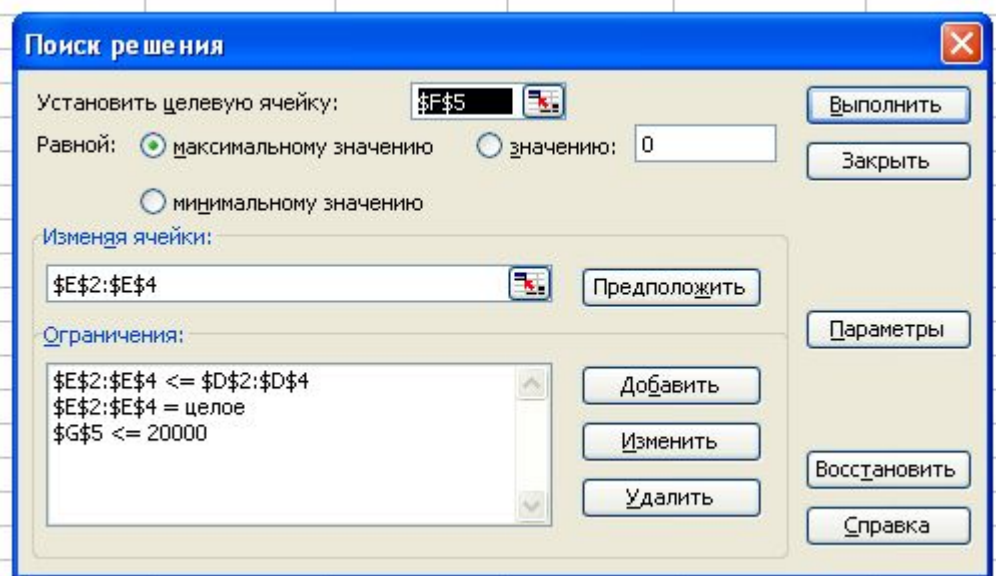 Поиск решения
Установить целевую ячейку: $F$5
Выполнить
Равной: максимальному значению значению: 0
Закрыть
минимальному значению
Изменяя ячейки:
$E$2:$E$4
Предположить
Ограничения:
Параметры
$E$2:$E$4 <= $D$2:$D$4
$E$2:$E$4 = целое
$G$5 <= 20000
Добавить
Изменить
Удалить
Восстановить
Справка